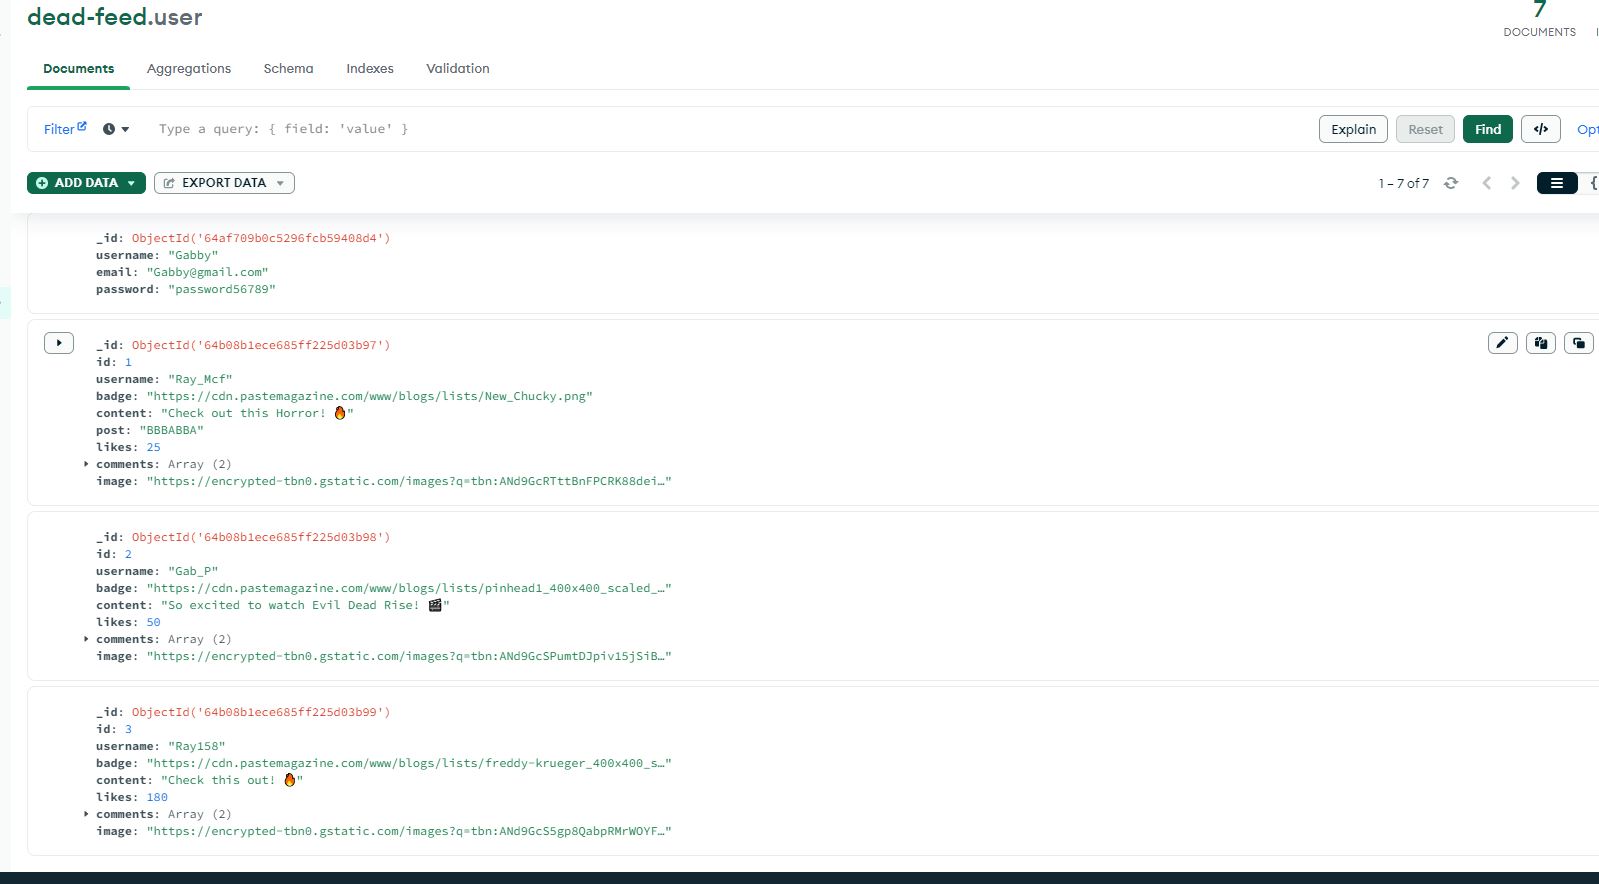 dead-feed.user
7
DOCUMENTS
Documents Aggregations Schema Indexes Validation
Filter Type a query: { field: 'value' } Explain Reset Find </> Opt
ADD DATA EXPORT DATA 1 – 7 of 7 {
_id: ObjectId('64af709b0c5296fcb59408d4')
username: "Gabby"
email: "Gabby@gmail.com"
password: "password56789"
_id: ObjectId('64b08b1ece685ff225d03b97')
id: 1
username: "Ray_Mcf"
badge: "https://cdn.pastemagazine.com/www/blogs/lists/New_Chucky.png"
content: "Check out this Horror! 🔥"
post: "BBBABBA"
likes: 25
comments: Array (2)
image: "https://encrypted-tbn0.gstatic.com/images?q=tbn:ANd9GcRTttBnFPCRK88dei…"
_id: ObjectId('64b08b1ece685ff225d03b98')
id: 2
username: "Gab_P"
badge: "https://cdn.pastemagazine.com/www/blogs/lists/pinhead1_400x400_scaled_…"
content: "So excited to watch Evil Dead Rise! 🎬"
likes: 50
comments: Array (2)
image: "https://encrypted-tbn0.gstatic.com/images?q=tbn:ANd9GcSPumtDJpiv15jSiB…"
_id: ObjectId('64b08b1ece685ff225d03b99')
id: 3
username: "Ray158"
badge: "https://cdn.pastemagazine.com/www/blogs/lists/freddy-krueger_400x400_s…"
content: "Check this out! 🔥"
likes: 180
comments: Array (2)
image: "https://encrypted-tbn0.gstatic.com/images?q=tbn:ANd9GcS5gp8QabpRMrWOYF…"